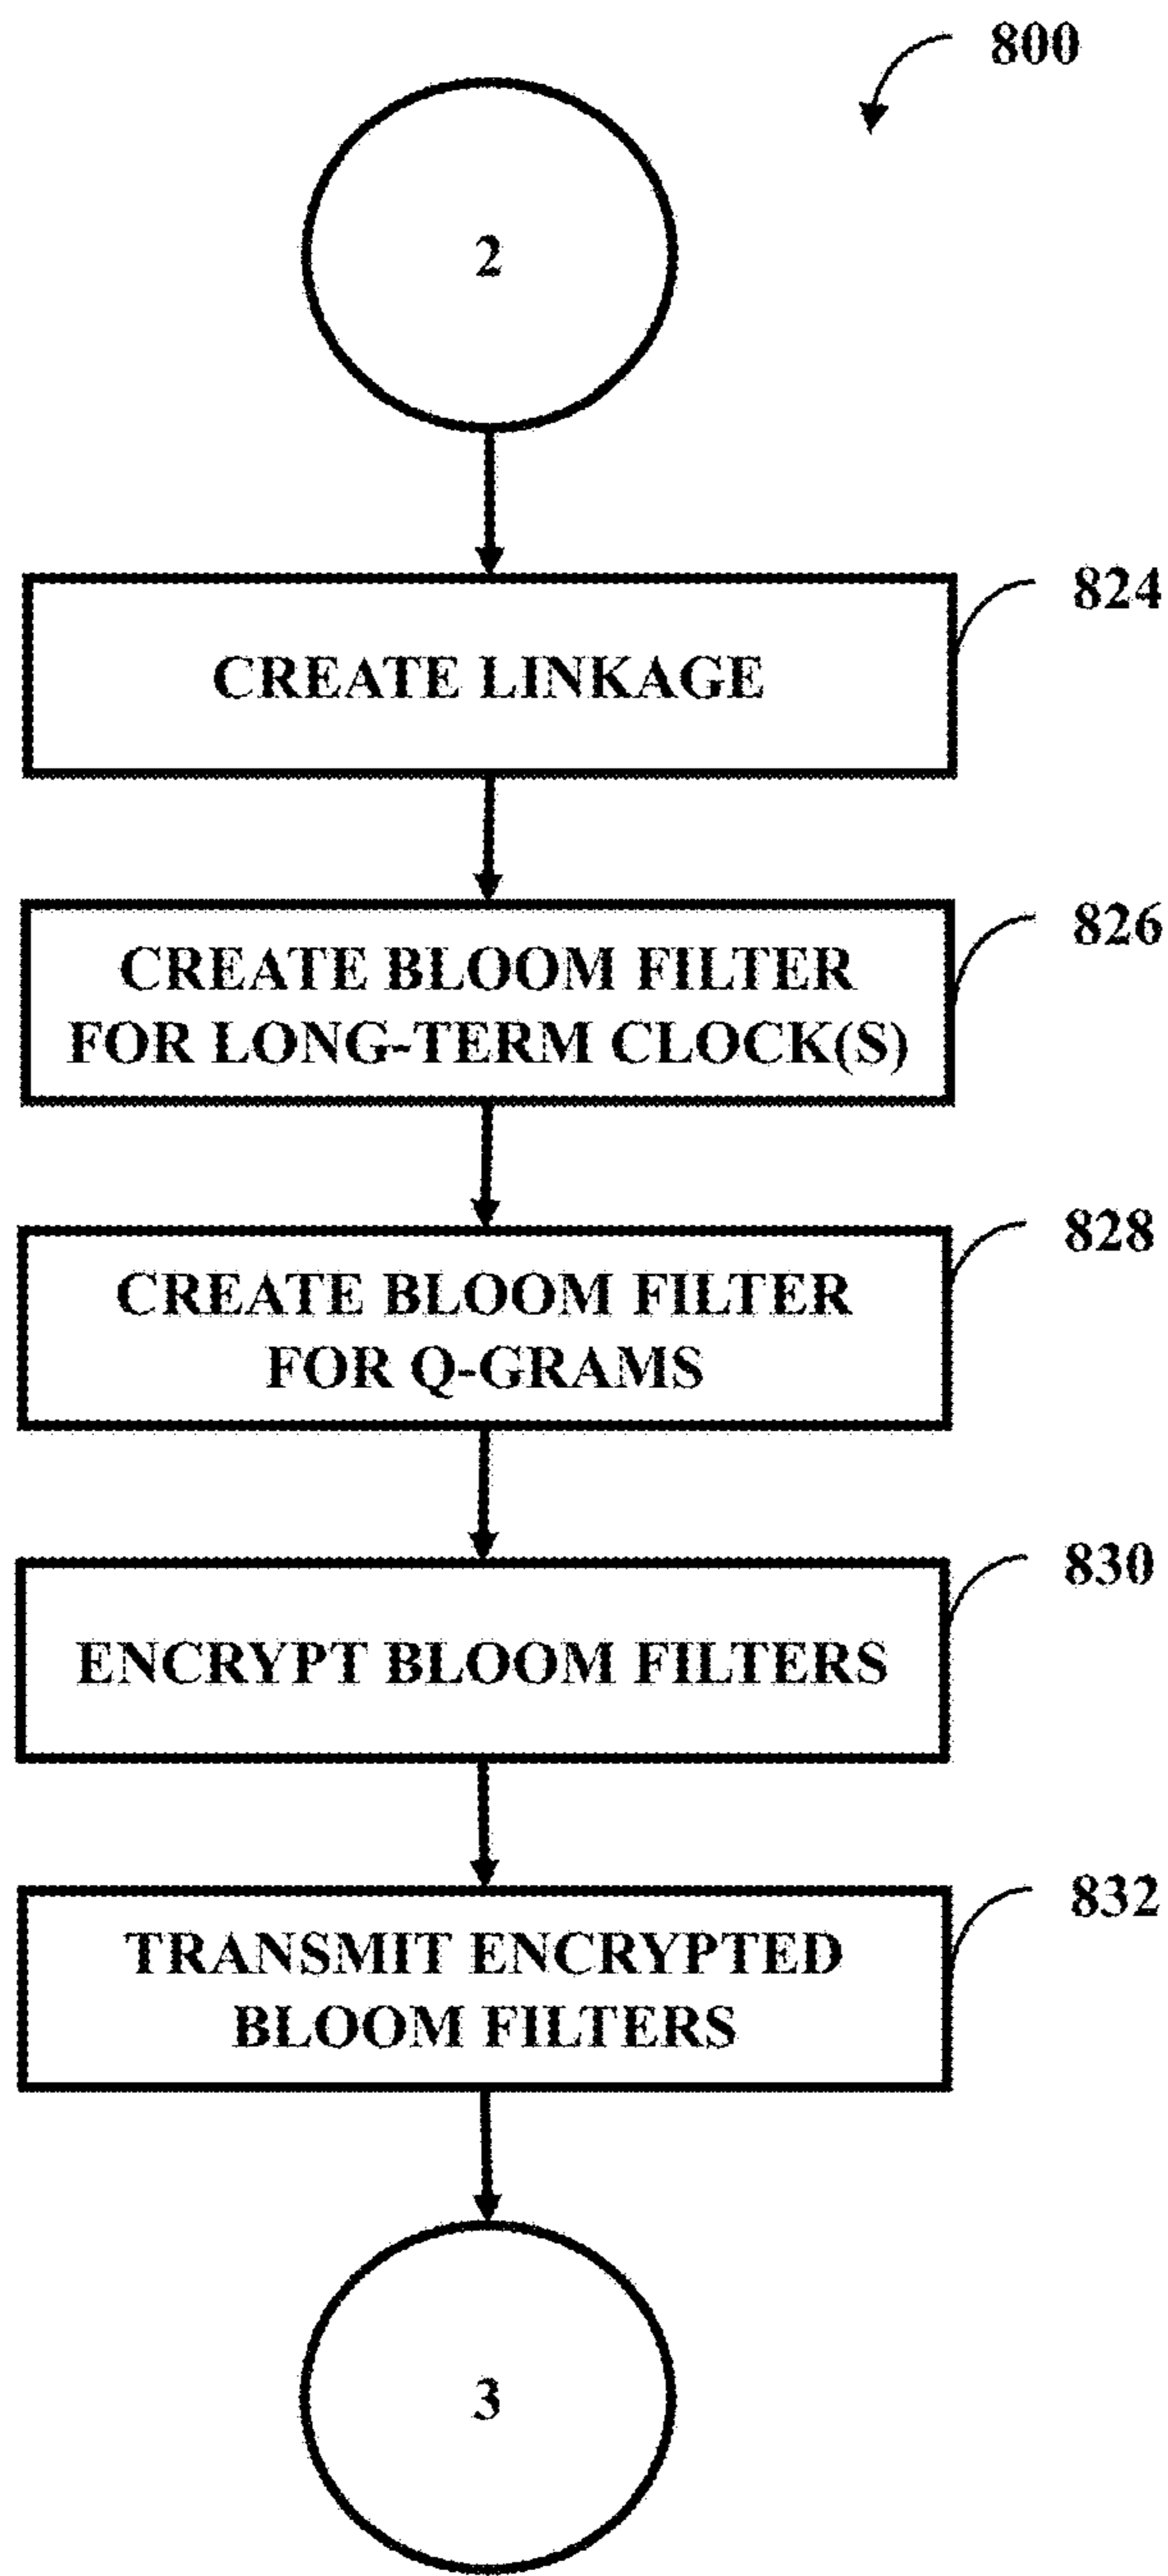 800
2
824
CREATE LINKAGE
826
CREATE BLOOM FILTER
FOR LONG-TERM CLOCK(S)
828
CREATE BLOOM FILTER
FOR Q-GRAMS
830
ENCRYPT BLOOM FILTERS
832
TRANSMIT ENCRYPTED
BLOOM FILTERS
3